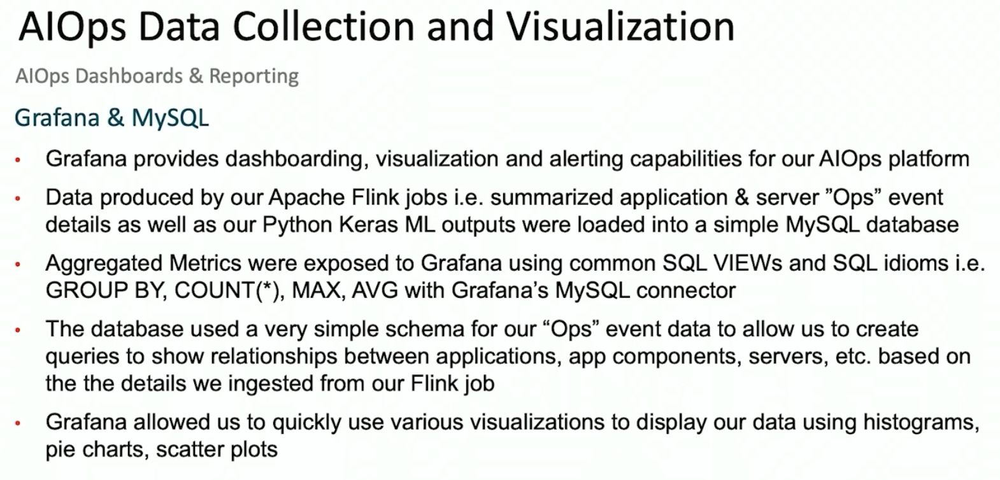 AIOps Data Collection and Visualization
AIOps Dashboards & Reporting
Grafana & MySQL
• Grafana provides dashboarding, visualization and alerting capabilities for our AIOps platform
• Data produced by our Apache Flink jobs i.e. summarized application & server ”Ops” event
details as well as our Python Keras ML outputs were loaded into a simple MySQL database
• Aggregated Metrics were exposed to Grafana using common SQL VIEWs and SQL idioms i.e.
GROUP BY, COUNT(*), MAX, AVG with Grafana’s MySQL connector
• The database used a very simple schema for our “Ops” event data to allow us to create
queries to show relationships between applications, app components, servers, etc. based on
the the details we ingested from our Flink job
• Grafana allowed us to quickly use various visualizations to display our data using histograms,
pie charts, scatter plots